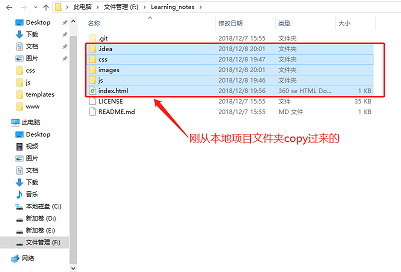 此电脑 > 文件管理 (F:) > Learning_notes
Desktop
下载
文档
图片
css
js
templates
www
此电脑
Desktop
视频
图片
文档
下载
音乐
本地磁盘 (C:)
新加卷 (D:)
新加卷 (E:)
文件管理 (F:)
网络
名称 修改日期 类型 大小
.git 2018/12/7 15:55 文件夹
.idea 2018/12/8 20:01 文件夹
css 2018/12/8 19:47 文件夹
images 2018/12/8 20:01 文件夹
js 2018/12/8 20:01 文件夹
index.html 2018/12/8 19:56 360 se HTML Do... 1 KB
LICENSE 2018/12/7 15:55 文件 35 KB
README.md 2018/12/7 15:55 MD 文件 1 KB
刚从本地项目文件夹copy过来的